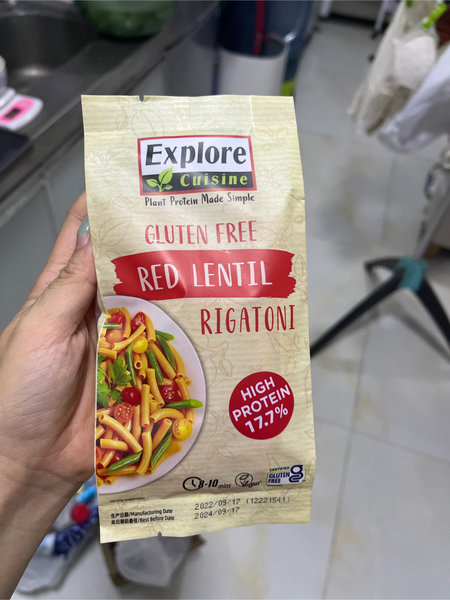 Explore
Cuisine
Plant Protein Made Simple
GLUTEN FREE
RED LENTIL
RIGATONI
HIGH
PROTEIN
17.7%
8-10 mins
Vegan
CERTIFIED
GLUTEN
FREE
生产日期/Manufacturing Date
此日期前最佳/Best Before Date
2022/09/17 (12221541)
2024/09/17